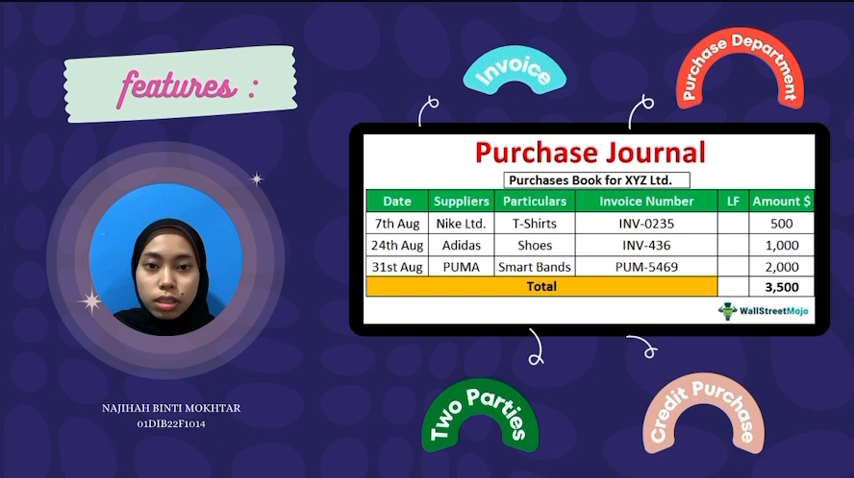 features :
Invoice
Purchase Department
Purchase Journal
Purchases Book for XYZ Ltd.
Date Suppliers Particulars Invoice Number LF Amount $
7th Aug Nike Ltd. T-Shirts INV-0235 500
24th Aug Adidas Shoes INV-436 1,000
31st Aug PUMA Smart Bands PUM-5469 2,000
Total 3,500
WallStreetMojo
NAJIHAH BINTI MOKHTAR
01DIB22F1014
Two Parties
Credit Purchase